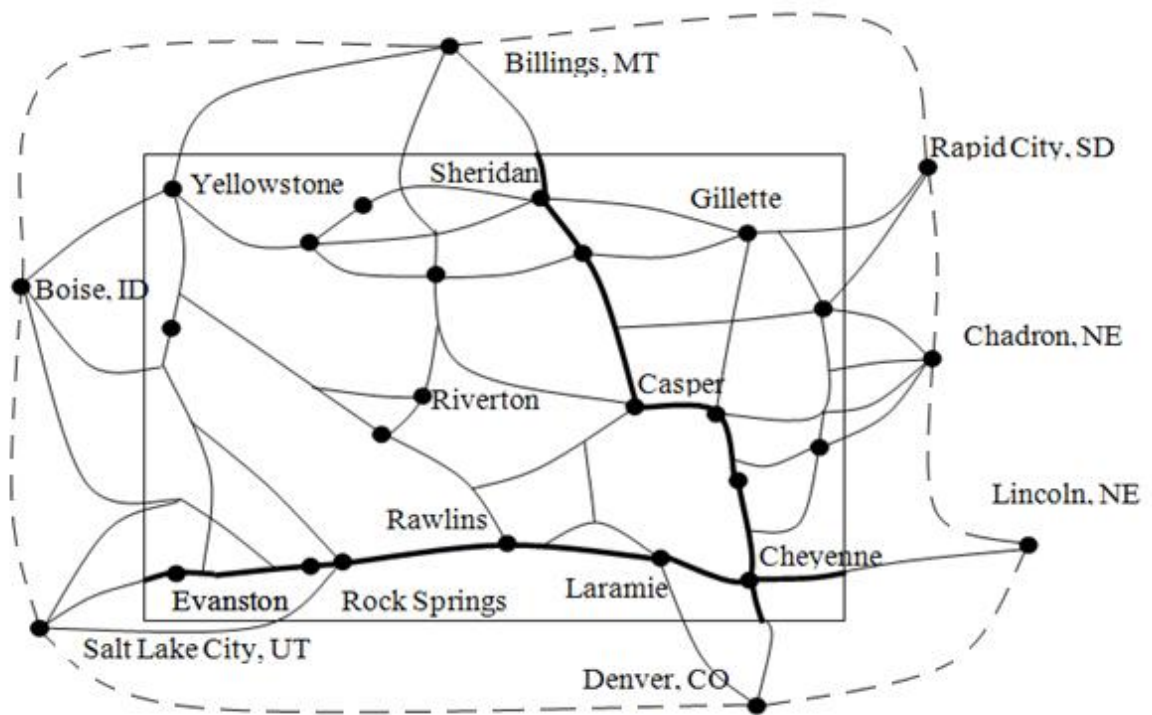 Billings, MT
Rapid City, SD
Sheridan
Yellowstone
Gillette
Boise, ID
Chadron, NE
Casper
Riverton
Lincoln, NE
Rawlins
Cheyenne
Laramie
Evanston
Rock Springs
Salt Lake City, UT
Denver, CO